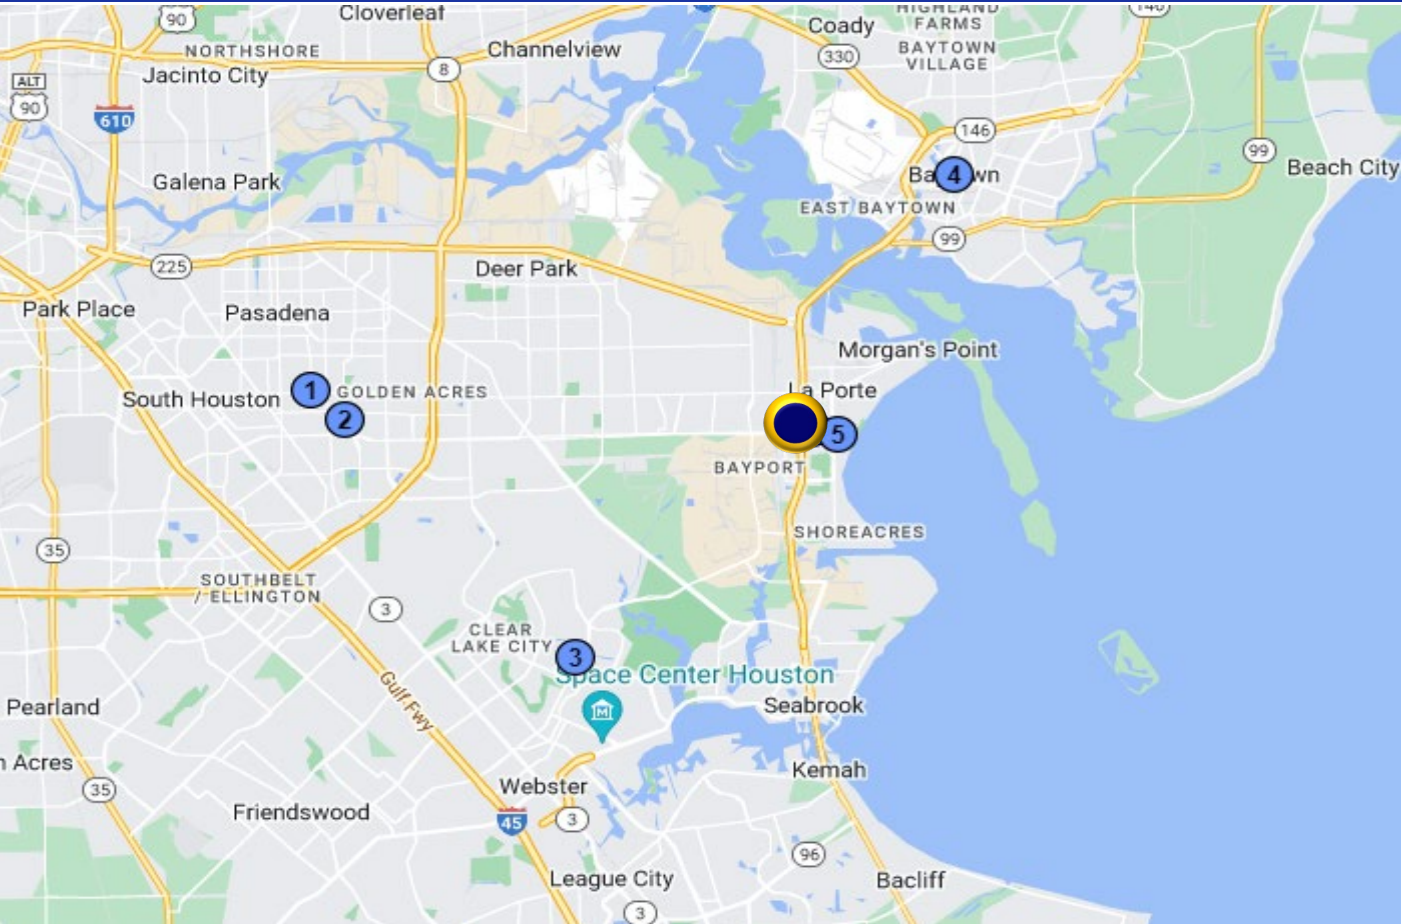 90
Cloverleaf
HIGHLAND
FARMS
Coady
NORTHSHORE
Channelview
BAYTOWN
VILLAGE
330
Jacinto City
8
ALT
90
610
146
99
Beach City
Galena Park
4
EAST BAYTOWN
99
225
Deer Park
Park Place
Pasadena
Morgan's Point
1
GOLDEN ACRES
La Porte
South Houston
2
5
BAYPORT
SHOREACRES
35
SOUTHBELT
/ ELLINGTON
3
CLEAR
LAKE CITY
3
Space Center Houston
Gulf Fwy
Pearland
Seabrook
n Acres
Kemah
35
Webster
Friendswood
45
3
96
League City
Bacliff
3